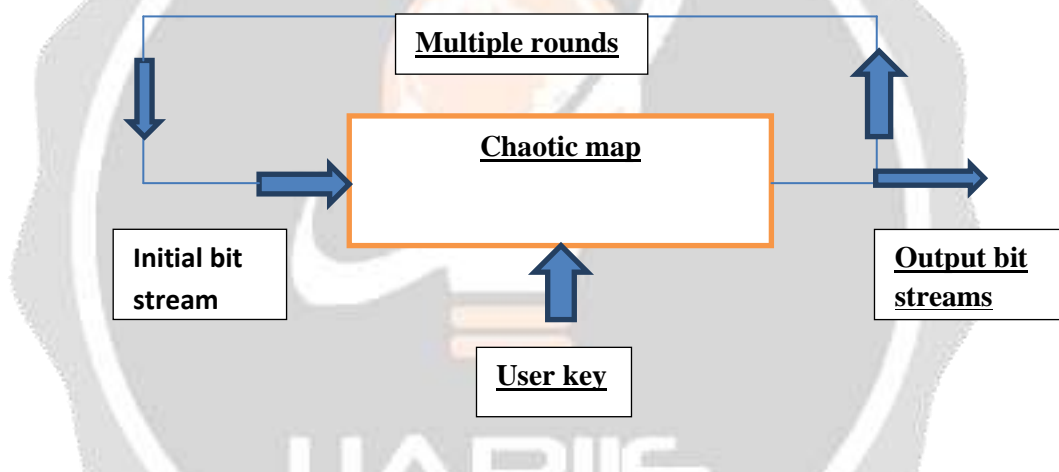 Multiple rounds
Chaotic map
Initial bit
stream
Output bit
streams
User key